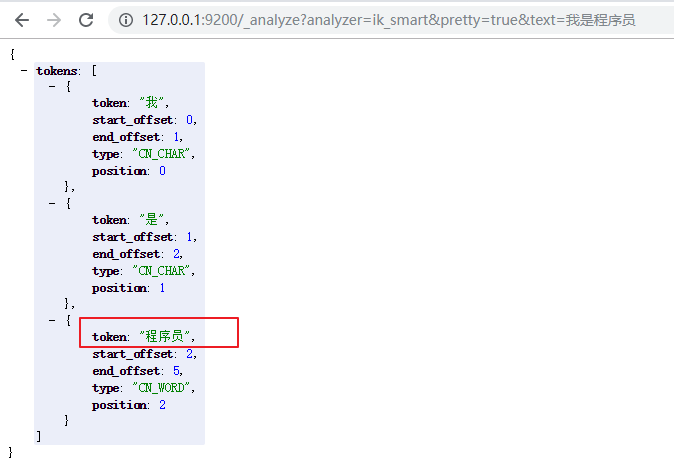 127.0.0.1:9200/_analyze?analyzer=ik_smart&pretty=true&text=我是程序员
{
- tokens: [
- {
token: "我",
start_offset: 0,
end_offset: 1,
type: "CN_CHAR",
position: 0
},
- {
token: "是",
start_offset: 1,
end_offset: 2,
type: "CN_CHAR",
position: 1
},
- {
token: "程序员",
start_offset: 2,
end_offset: 5,
type: "CN_WORD",
position: 2
}
]
}